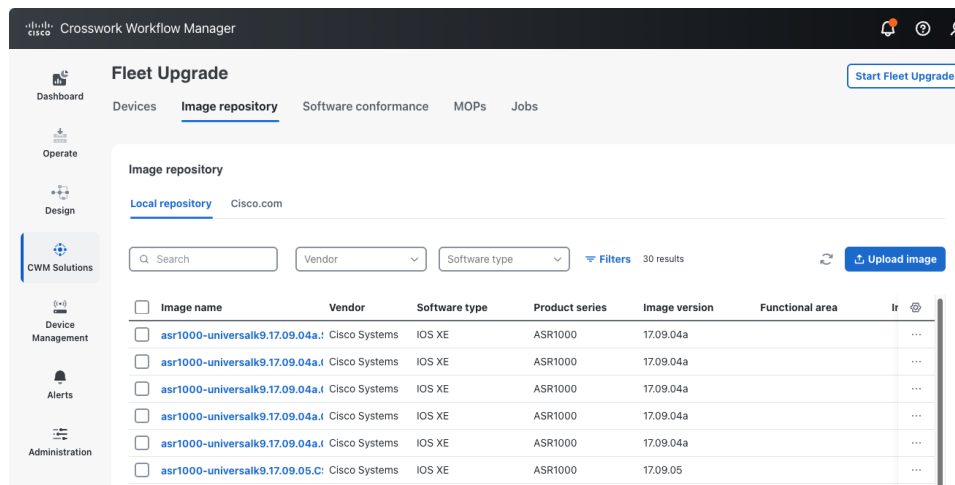 cisco Crosswork Workflow Manager
Fleet Upgrade
Start Fleet Upgrade
Devices Image repository Software conformance MOPs Jobs
Dashboard
Operate
Design
CWM Solutions
Device
Management
Alerts
Administration
Image repository
Local repository Cisco.com
Search Vendor Software type Filters 30 results Upload image
Image name Vendor Software type Product series Image version Functional area
asr1000-universalk9.17.09.04a. Cisco Systems IOS XE ASR1000 17.09.04a
asr1000-universalk9.17.09.04a. Cisco Systems IOS XE ASR1000 17.09.04a
asr1000-universalk9.17.09.04a. Cisco Systems IOS XE ASR1000 17.09.04a
asr1000-universalk9.17.09.04a. Cisco Systems IOS XE ASR1000 17.09.04a
asr1000-universalk9.17.09.04a. Cisco Systems IOS XE ASR1000 17.09.04a
asr1000-universalk9.17.09.05.C Cisco Systems IOS XE ASR1000 17.09.05